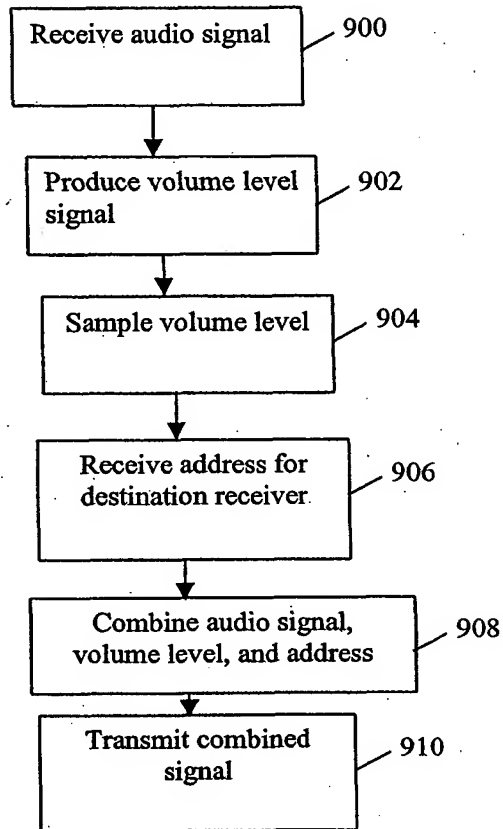 Receive audio signal
900
Produce volume level
signal
902
Sample volume level
904
Receive address for
destination receiver
906
Combine audio signal,
volume level, and address
908
Transmit combined
signal
910